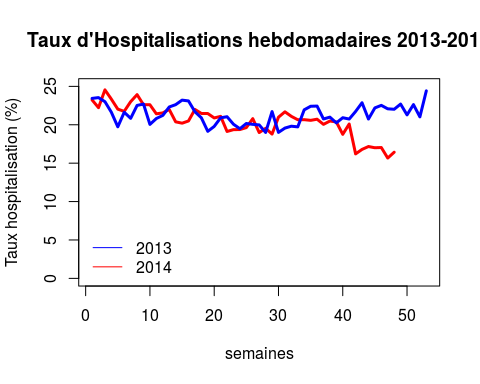 Taux d'Hospitalisations hebdomadaires 2013-201
Taux hospitalisation (%)
25
20
15
10
5
0
2013
2014
0 10 20 30 40 50
semaines